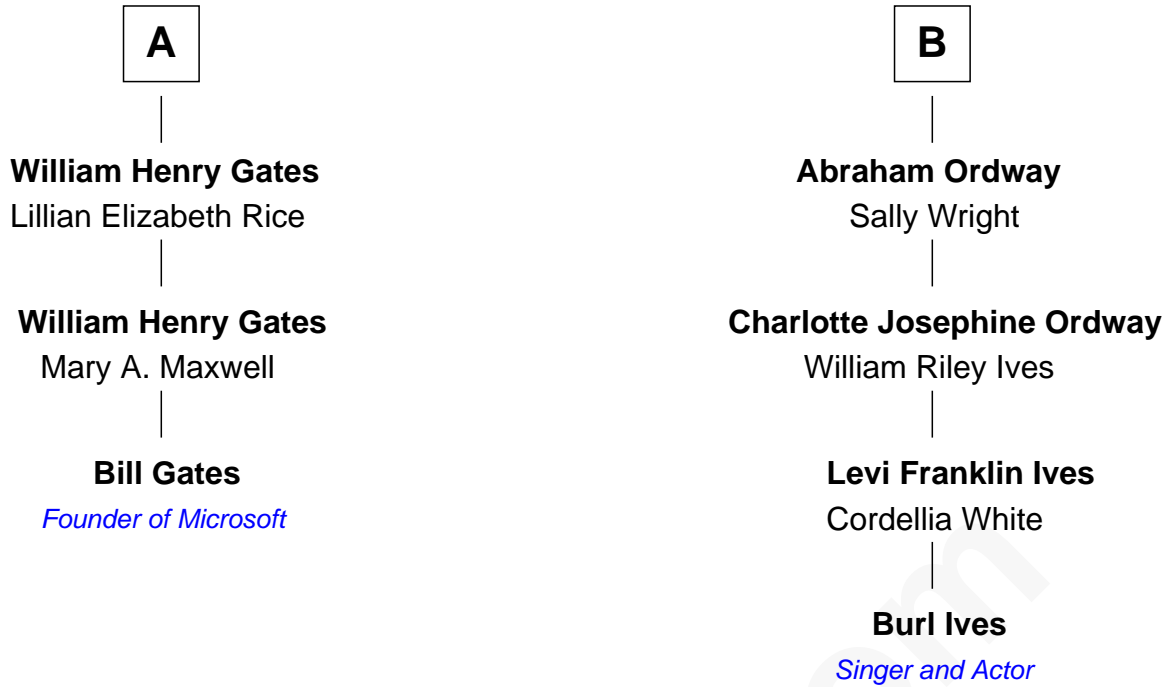 A
William Henry Gates
Lillian Elizabeth Rice
William Henry Gates
Mary A. Maxwell
Bill Gates
Founder of Microsoft
B
Abraham Ordway
Sally Wright
Charlotte Josephine Ordway
William Riley Ives
Levi Franklin Ives
Cordellia White
Burl Ives
Singer and Actor